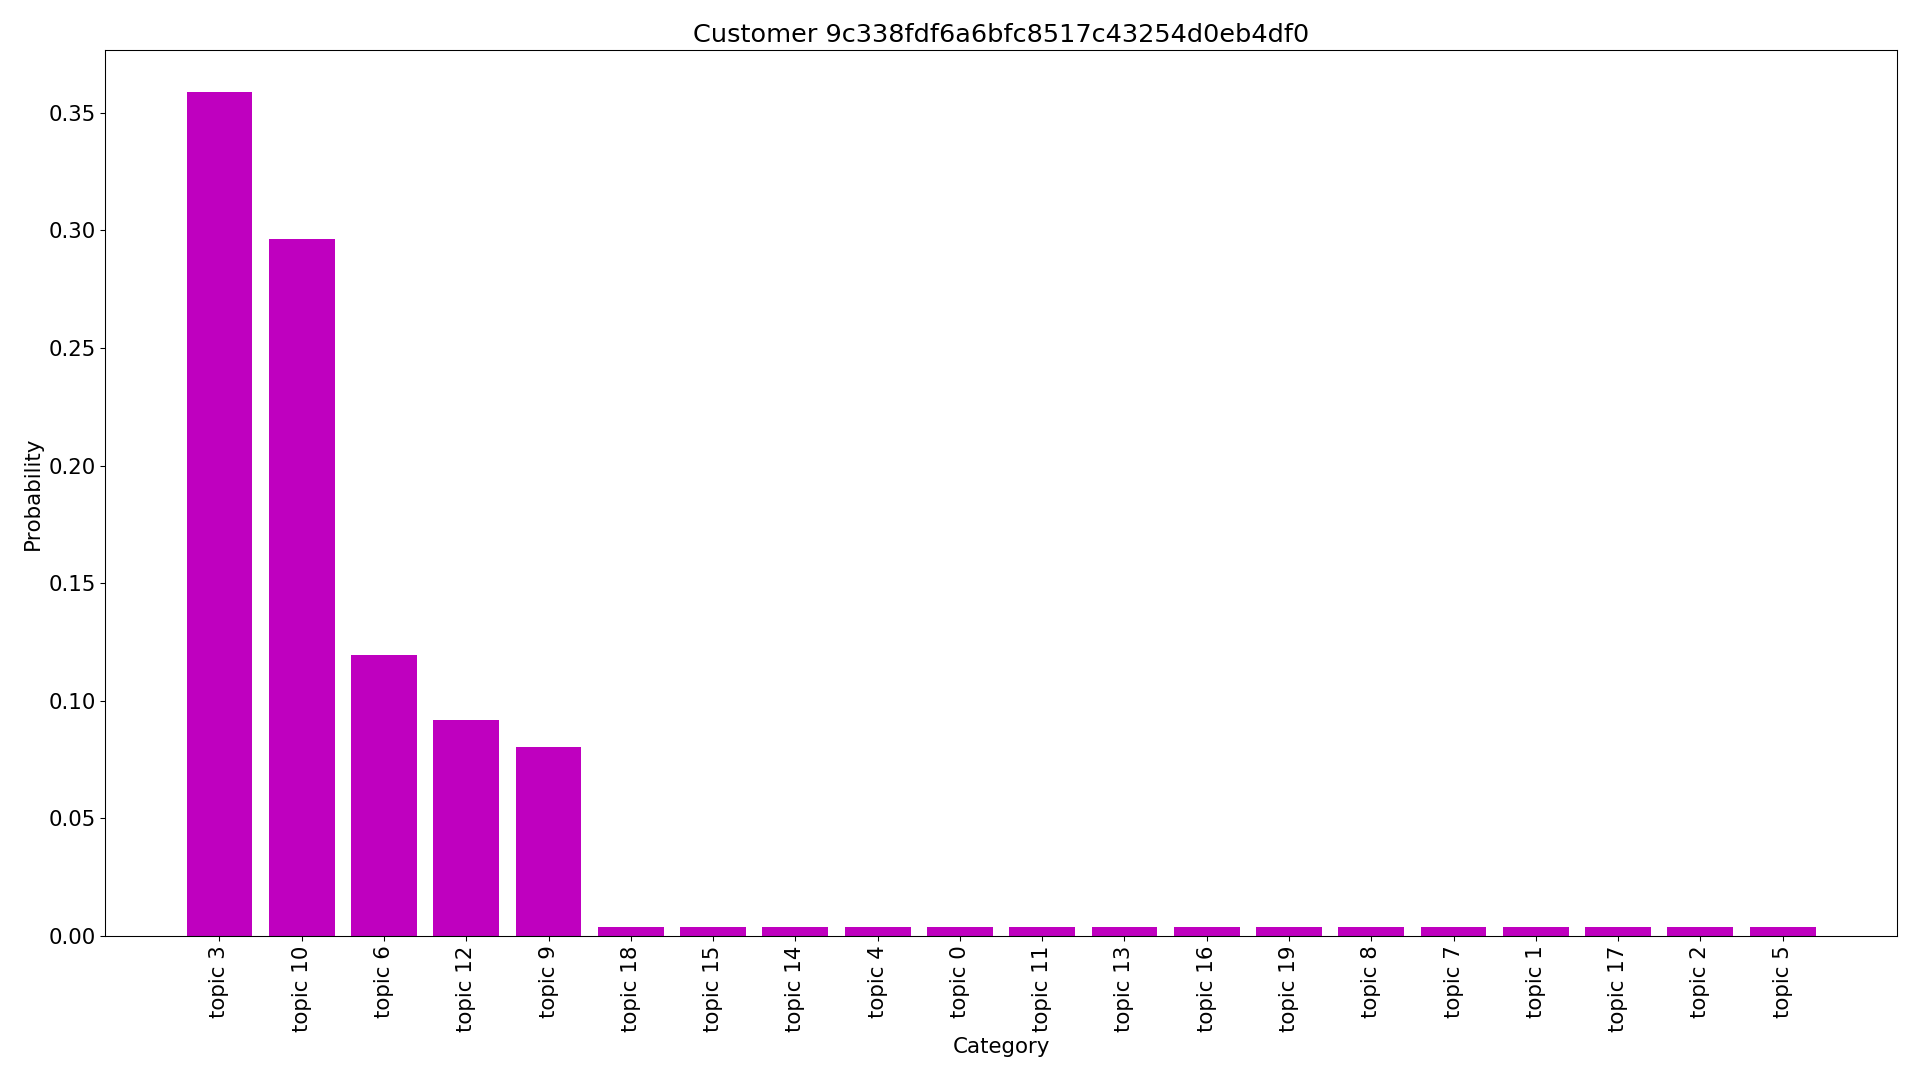 Customer 9c338fdf6a6bfc8517c43254d0eb4df0
Probability
0.35
0.30
0.25
0.20
0.15
0.10
0.05
0.00
topic 3
topic 10
topic 6
topic 12
topic 9
topic 18
topic 15
topic 14
topic 4
topic 0
topic 11
topic 13
topic 16
topic 19
topic 8
topic 7
topic 1
topic 17
topic 2
topic 5
Category